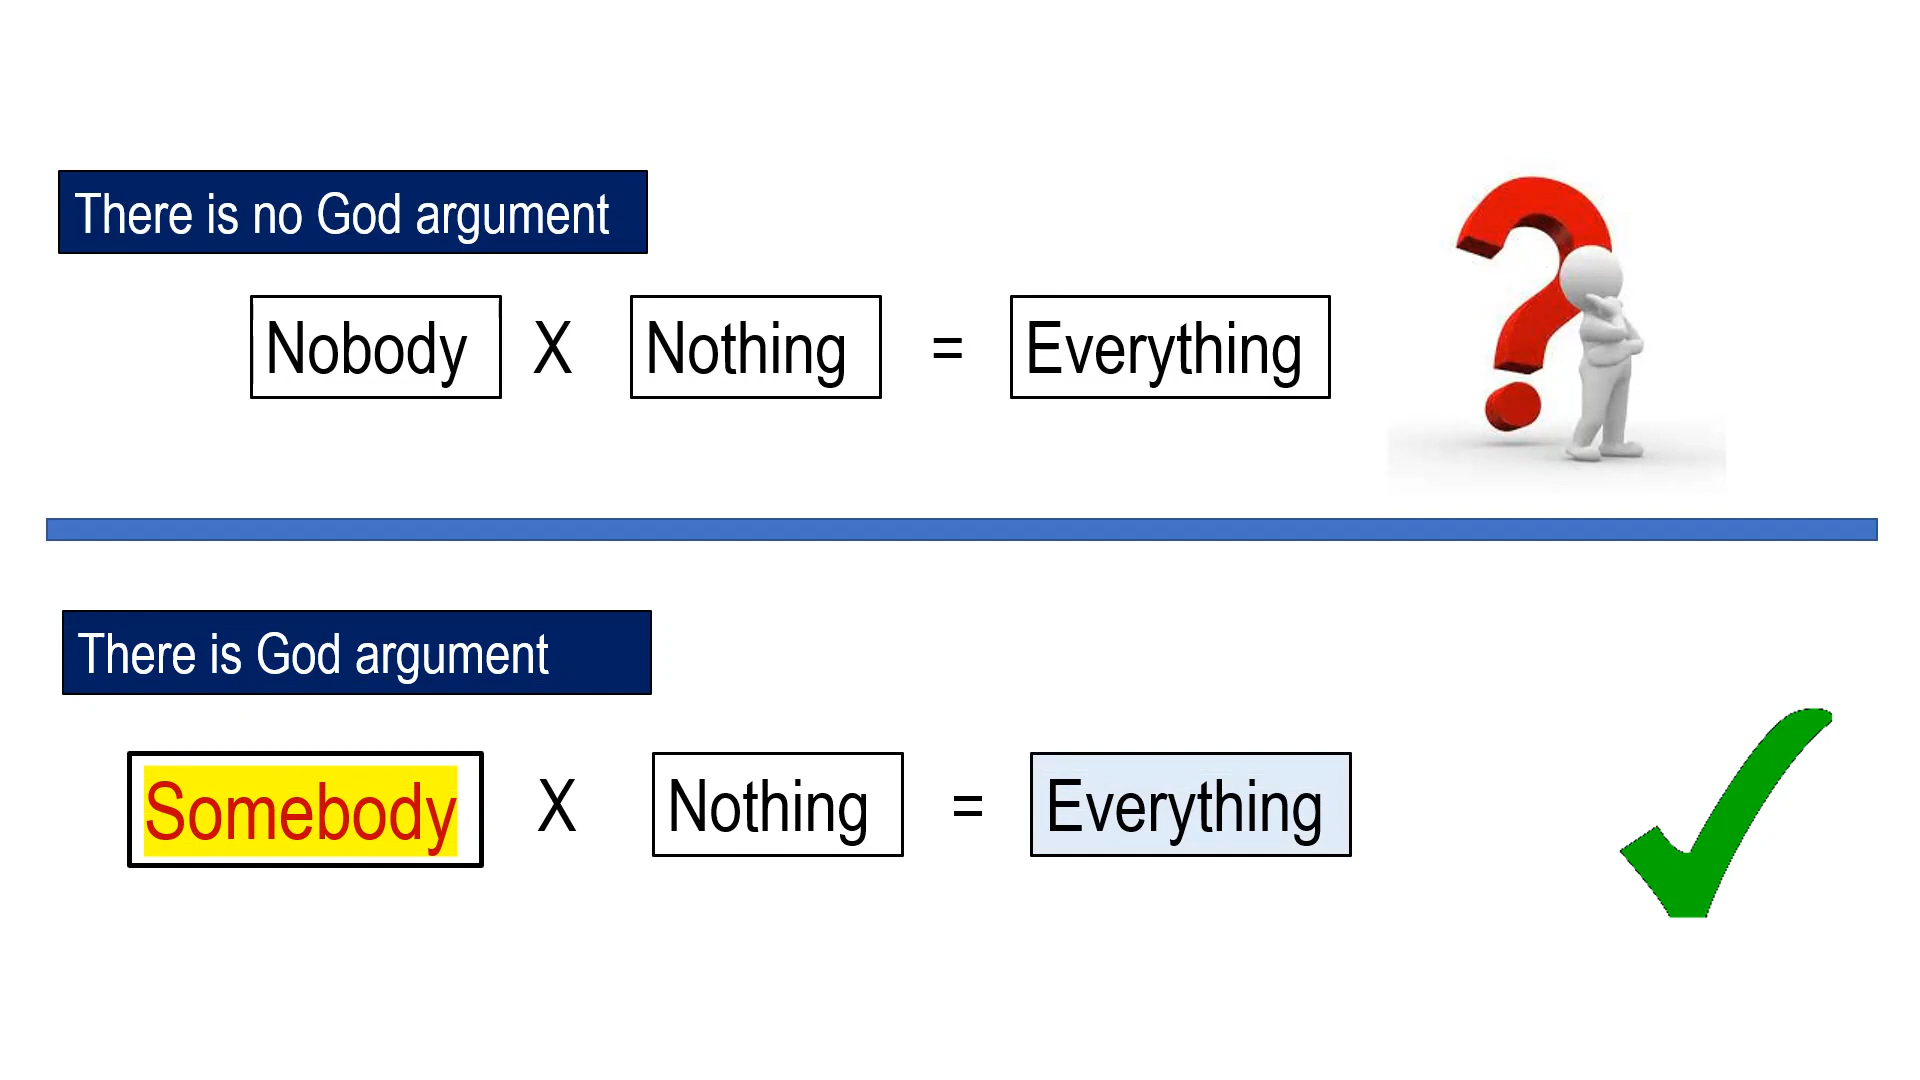 There is no God argument
Nobody X Nothing = Everything
There is God argument
Somebody X Nothing = Everything